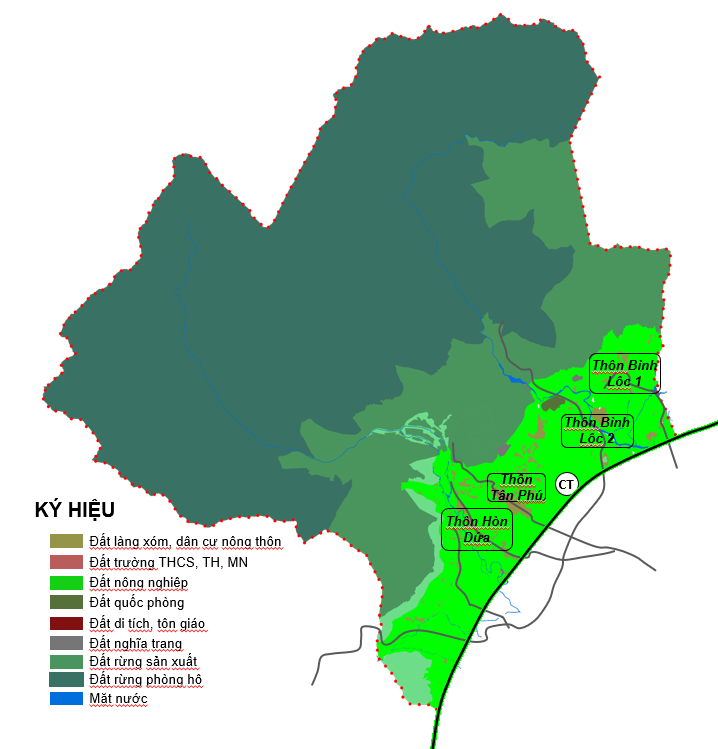 Thôn Bình
Lôc 1
Thôn Bình
Lôc 2
Thôn
Tân Phú
CT
Thôn Hòn
Dừa
KÝ HIỆU
Đất làng xóm, dân cư nông thôn
Đất trường THCS, TH, MN
Đất nông nghiệp
Đất quốc phòng
Đất di tích, tôn giáo
Đất nghĩa trang
Đất rừng sản xuất
Đất rừng phòng hộ
Mặt nước